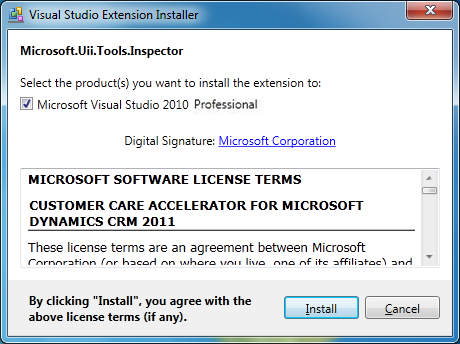 Visual Studio Extension Installer
Microsoft.Uii.Tools.Inspector
Select the product(s) you want to install the extension to:
Microsoft Visual Studio 2010 Professional
Digital Signature: Microsoft Corporation
MICROSOFT SOFTWARE LICENSE TERMS
CUSTOMER CARE ACCELERATOR FOR MICROSOFT
DYNAMICS CRM 2011
These license terms are an agreement between Microsoft
Corporation (or based on where you live, one of its affiliates) and
By clicking "Install", you agree with the
above license terms (if any).
Install
Cancel